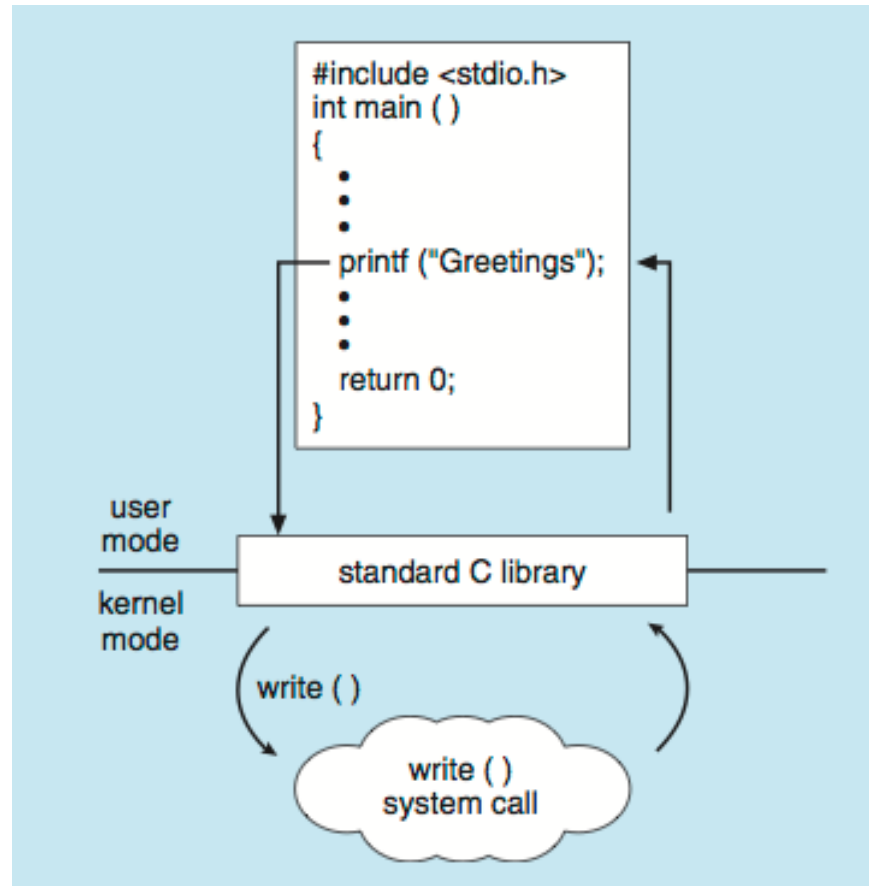 #include <stdio.h>
int main ( )
{
•
•
•
printf ("Greetings");
•
•
•
return 0;
}
user
mode
standard C library
kernel
mode
write ( )
write ( )
system call